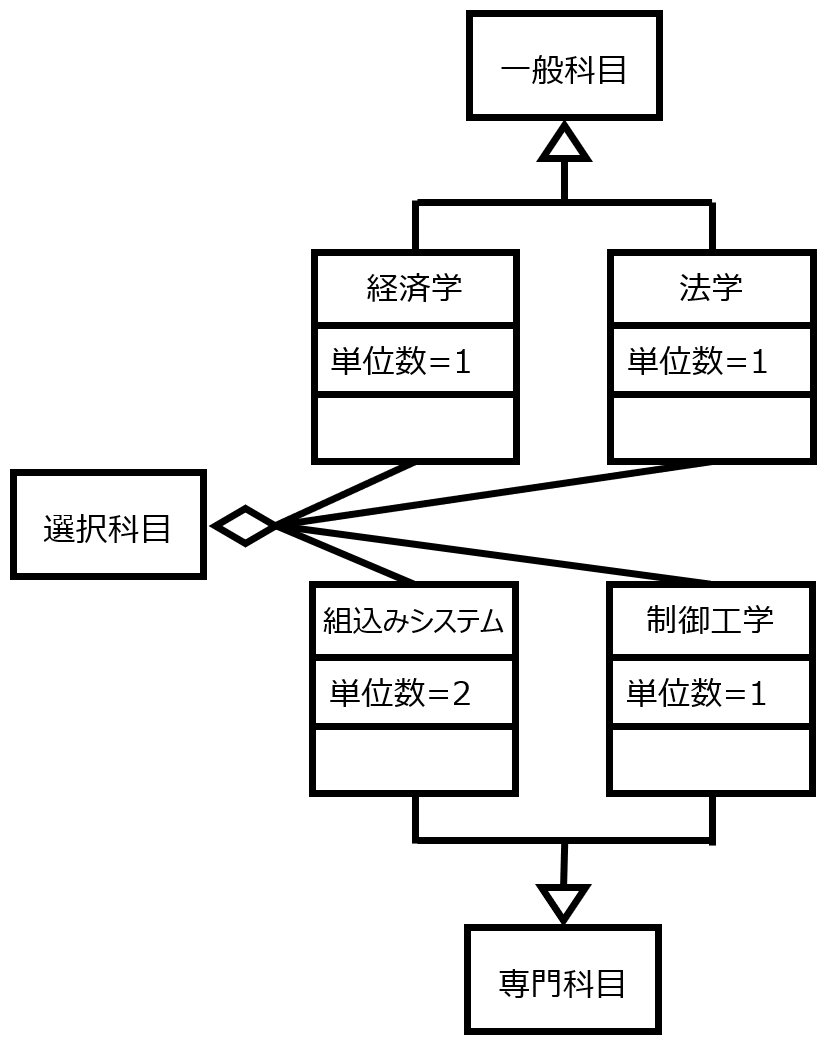 一般科目
経済学
単位数=1
法学
単位数=1
選択科目
組込みシステム
単位数=2
制御工学
単位数=1
専門科目